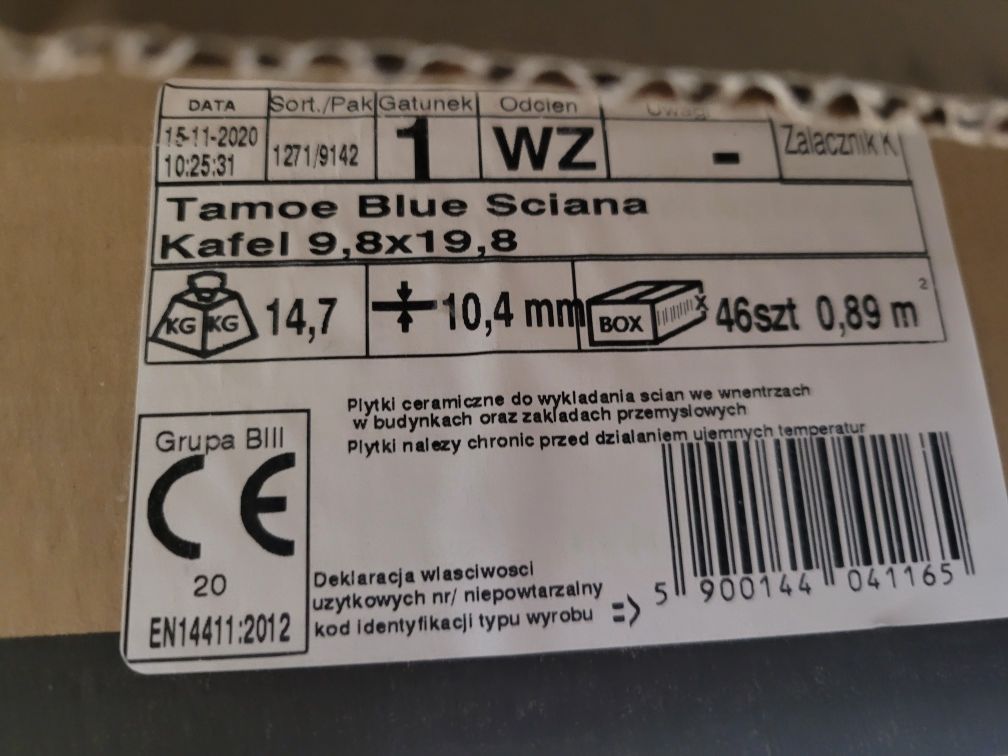 DATA Sort./Pak Gatunek Odcien Uwagi
15-11-2020 10:25:31 1271/9142 1 WZ - Zalacznik K
Tamoe Blue Sciana
Kafel 9,8x19,8
KG KG 14,7 10,4 mm BOX X 46szt 0,89 m²
Plytki ceramiczne do wykladania scian we wnentrzach
w budynkach oraz zakladach przemyslowych
Plytki nalezy chronic przed dzialaniem ujemnych temperatur
Grupa BIII
CE
20
EN14411:2012
Deklaracja wlasciwosci
uzytkowych nr/ niepowtarzalny
kod identyfikacji typu wyrobu =>
5 900144 041165